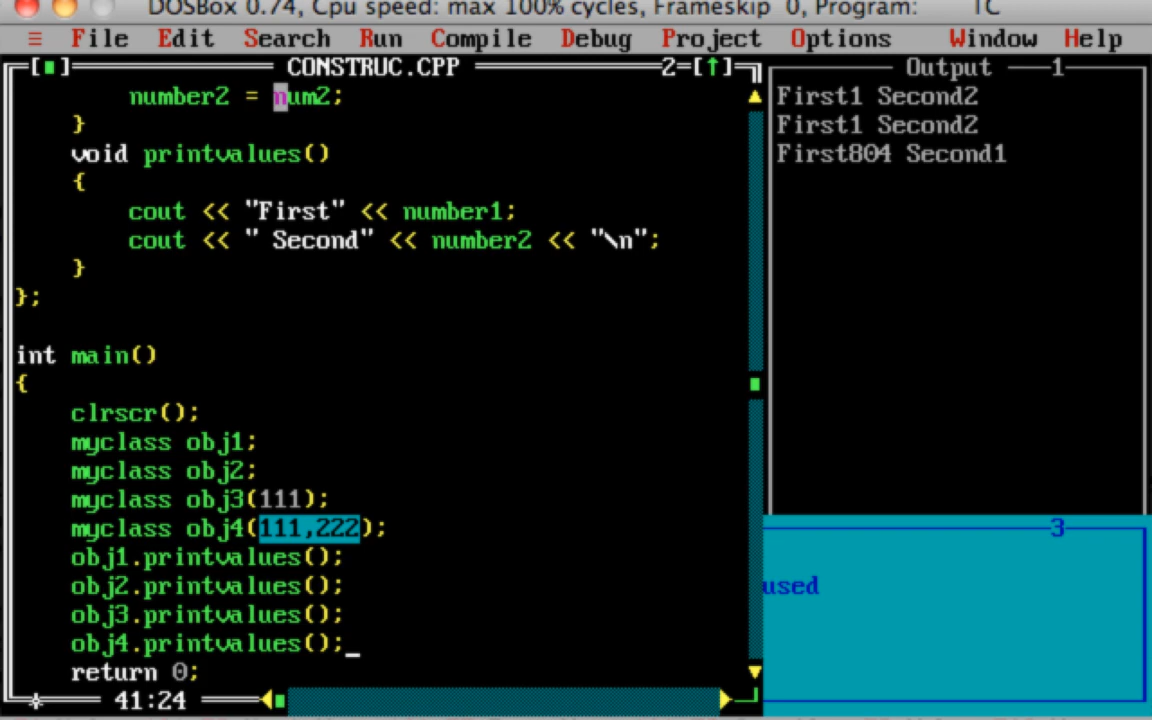 DOSBox 0.74, Cpu speed: max 100% cycles, Frameskip 0, Program: TC
≡ File Edit Search Run Compile Debug Project Options Window Help
CONSTRUC.CPP 2
number2 = num2;
}
void printvalues()
{
cout << "First" << number1;
cout << " Second" << number2 << "\n";
}
};
int main()
{
clrscr();
myclass obj1;
myclass obj2;
myclass obj3(111);
myclass obj4(111,222);
obj1.printvalues();
obj2.printvalues();
obj3.printvalues();
obj4.printvalues();
return 0;
41:24
Output 1
First1 Second2
First1 Second2
First804 Second1
3
used